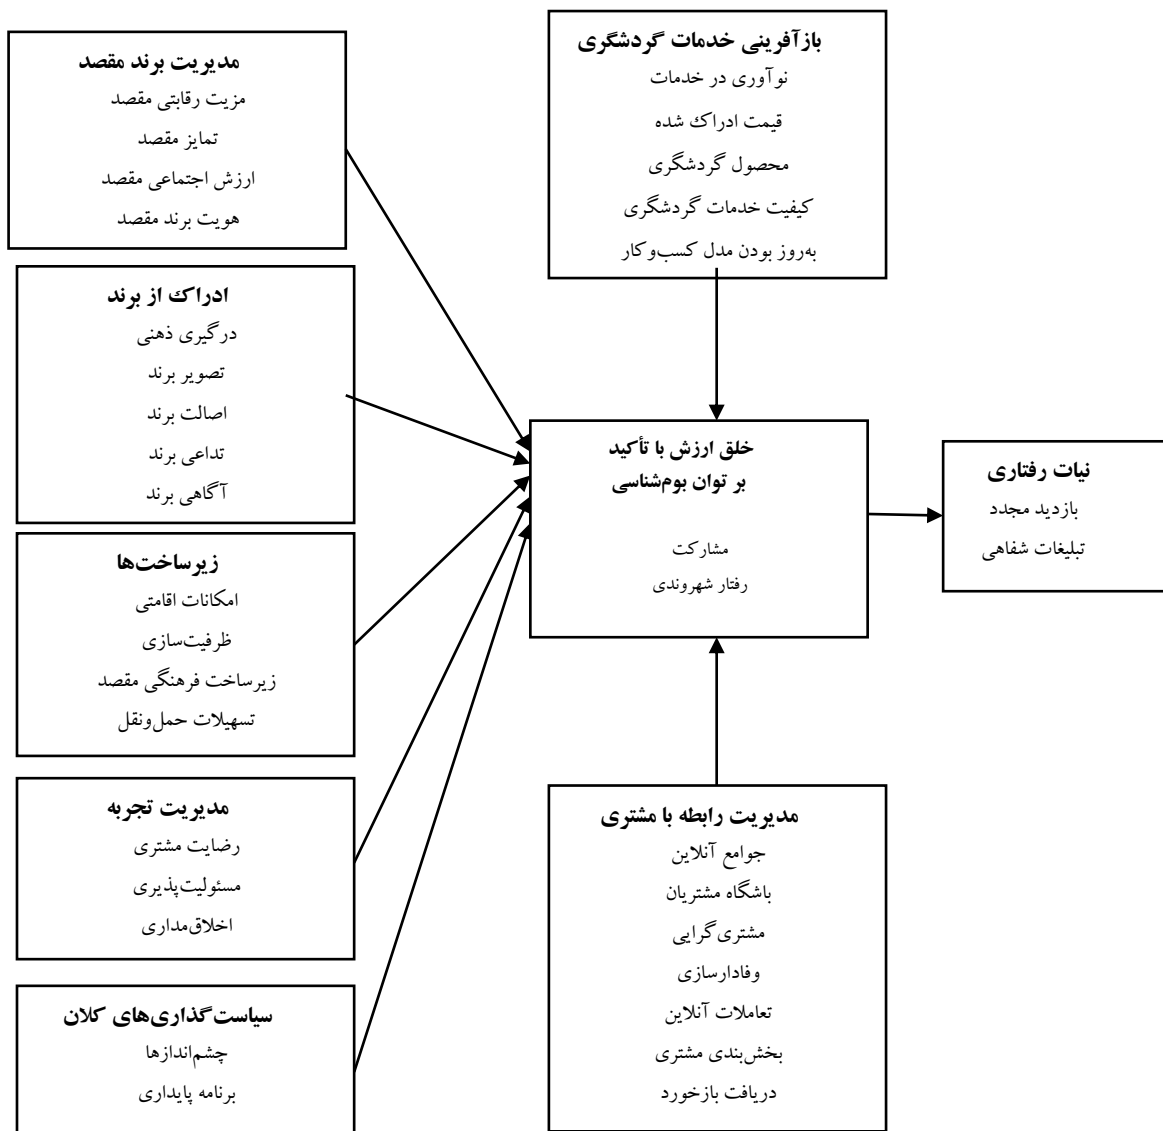 مدیریت برند مقصد
مزیت رقابتی مقصد
تمایز مقصد
ارزش اجتماعی مقصد
هویت برند مقصد
ادراک از برند
درگیری ذهنی
تصویر برند
اصالت برند
تداعی برند
آگاهی برند
زیرساخت‌ها
امکانات اقامتی
ظرفیت‌سازی
زیرساخت فرهنگی مقصد
تسهیلات حمل‌ونقل
مدیریت تجربه
رضایت مشتری
مسئولیت‌پذیری
اخلاق‌مداری
سیاست‌گذاری‌های کلان
چشم‌اندازها
برنامه پایداری
بازآفرینی خدمات گردشگری
نوآوری در خدمات
قیمت ادراک شده
محصول گردشگری
کیفیت خدمات گردشگری
به‌روز بودن مدل کسب‌وکار
خلق ارزش با تأکید
بر توان بوم‌شناسی
مشارکت
رفتار شهروندی
مدیریت رابطه با مشتری
جوامع آنلاین
باشگاه مشتریان
مشتری‌گرایی
وفادارسازی
تعاملات آنلاین
بخش‌بندی مشتری
دریافت بازخورد
نیات رفتاری
بازدید مجدد
تبلیغات شفاهی